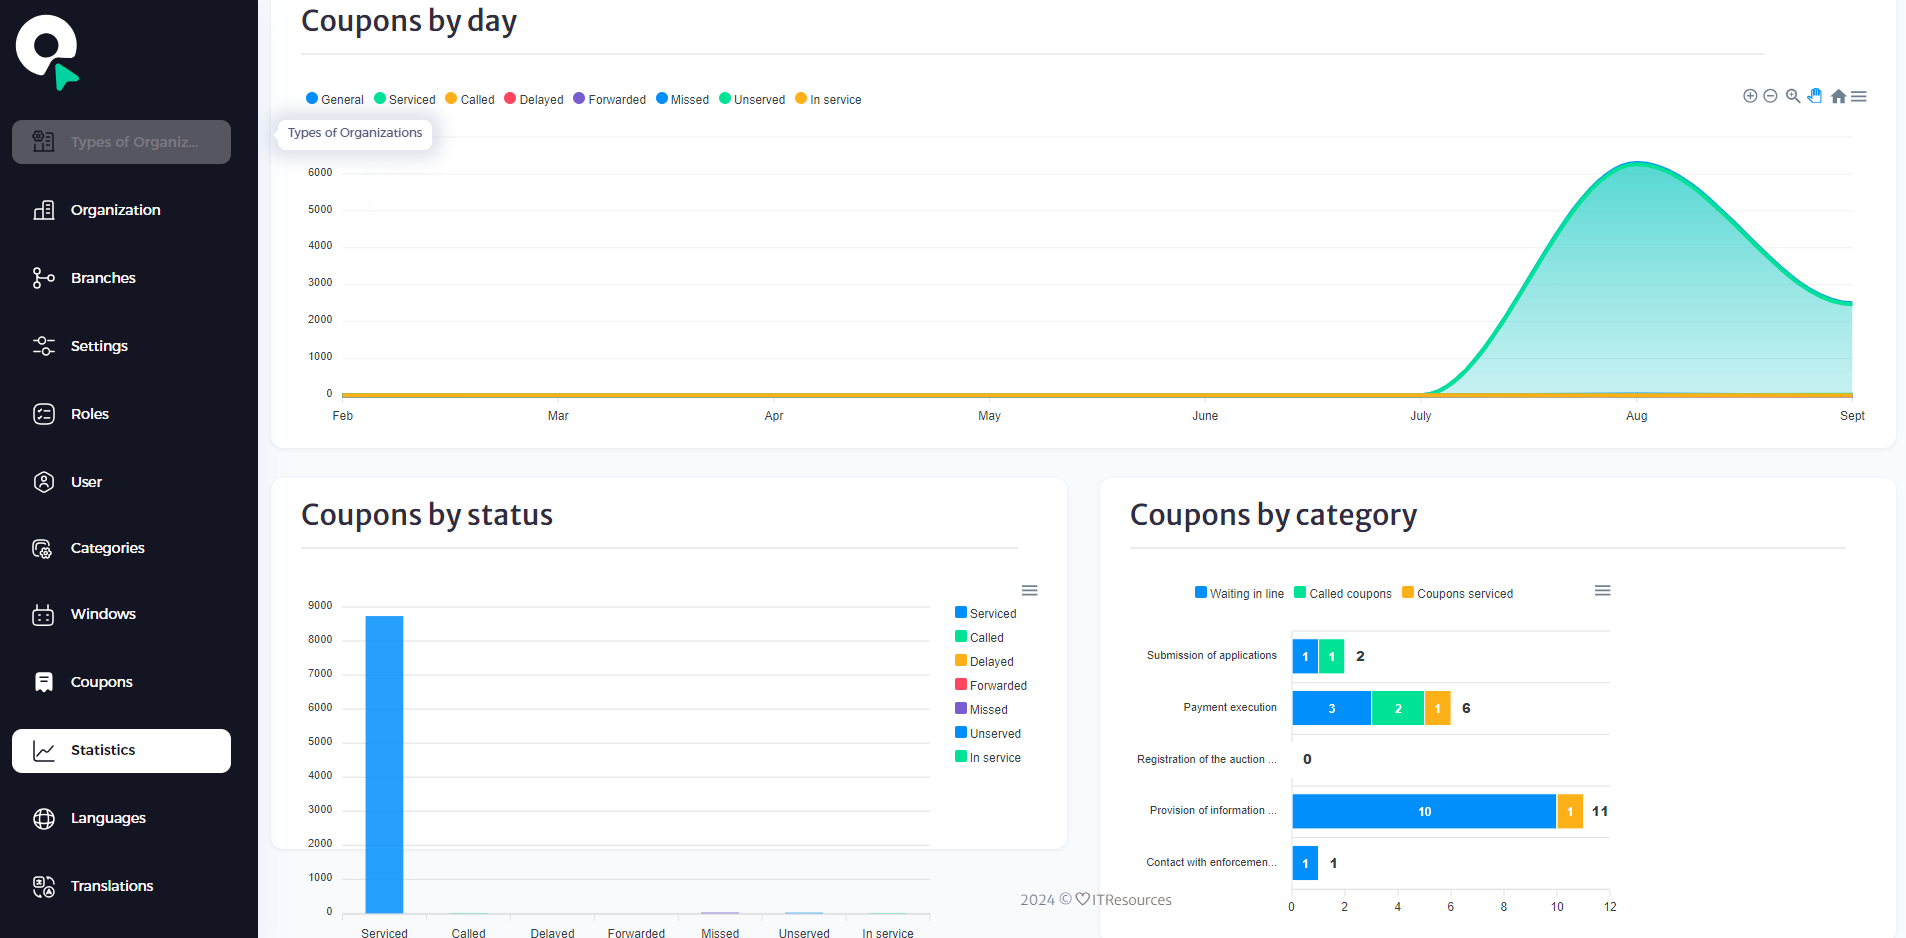 Types of Organiz...
Organization
Branches
Settings
Roles
User
Categories
Windows
Coupons
Statistics
Languages
Translations
Coupons by day
General Serviced Called Delayed Forwarded Missed Unserved In service
Types of Organizations
6000
5000
4000
3000
2000
1000
0
Feb Mar Apr May June July Aug Sept
Coupons by status
9000
8000
7000
6000
5000
4000
3000
2000
1000
0
Serviced Called Delayed Forwarded Missed Unserved In service
Serviced
Called
Delayed
Forwarded
Missed
Unserved
In service
Coupons by category
Waiting in line Called coupons Coupons serviced
Submission of applications 1 1 2
Payment execution 3 2 1 6
Registration of the auction ... 0
Provision of information ... 10 1 11
Contact with enforcemen... 1 1
0 2 4 6 8 10 12
2024 © ♡ITResources